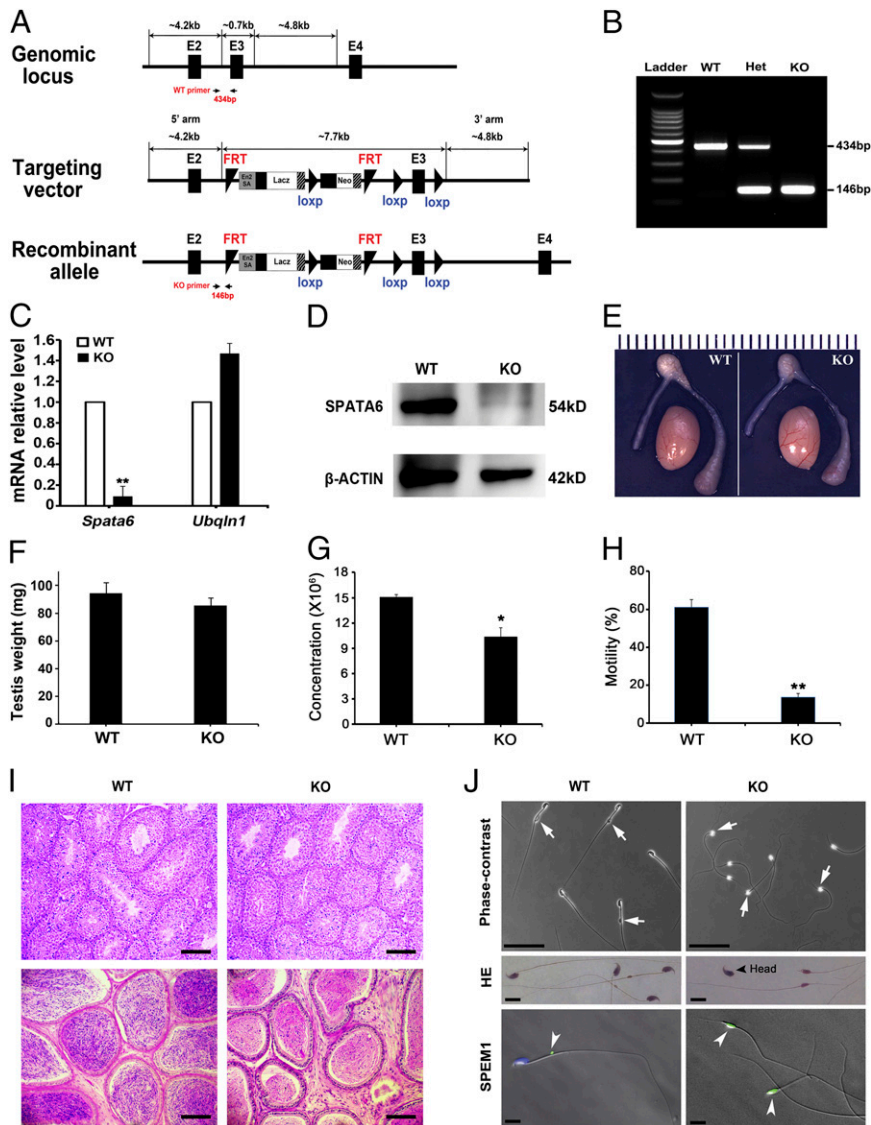 A
~4.2kb ~0.7kb ~4.8kb
E2 E3 E4
Genomic locus
WT primer
434bp
5' arm 3' arm
~4.2kb ~7.7kb ~4.8kb
E2 FRT FRT E3
Targeting vector
En2 SA Lacz Neo
loxp loxp loxp
Recombinant allele
E2 FRT FRT E3 E4
En2 SA Lacz Neo
loxp loxp loxp
KO primer
146bp
B
Ladder WT Het KO
434bp
146bp
C
WT
KO
mRNA relative level
1.6
1.4
1.2
1.0
0.8
0.6
0.4
0.2
0
**
Spata6 Ubqln1
D
WT KO
SPATA6 54kD
β-ACTIN 42kD
E
WT KO
F
Testis weight (mg)
100
80
60
40
20
0
WT KO
G
Concentration (X10⁶)
18
15
12
9
6
3
0
*
WT KO
H
Motility (%)
80
60
40
20
0
**
WT KO
I
WT KO
J
WT KO
Phase-contrast
HE
Head
SPEM1